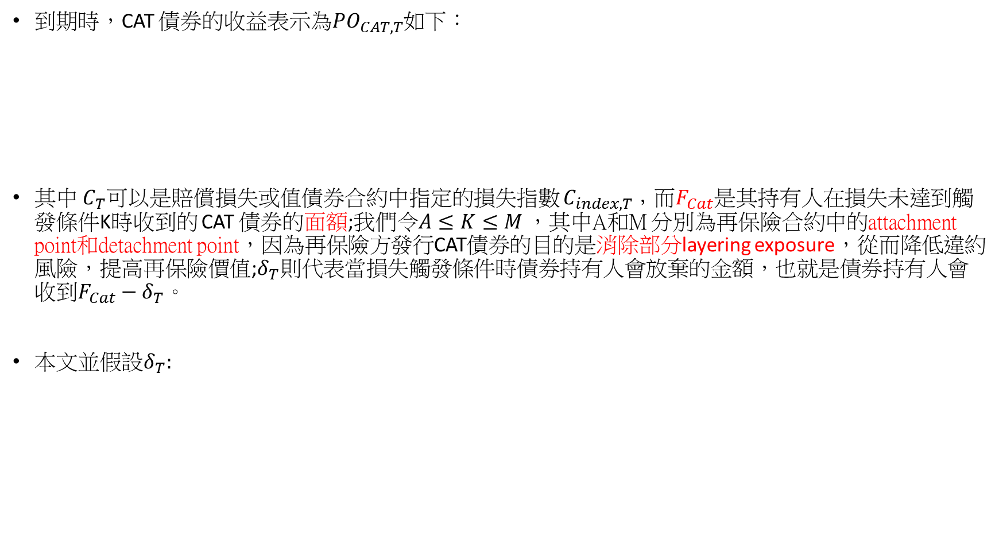 • 到期時，CAT 債券的收益表示為$PO_{CAT,T}$如下：
• 其中 $C_T$可以是賠償損失或值債券合約中指定的損失指數$C_{index,T}$，而$F_{Cat}$是其持有人在損失未達到觸
發條件K時收到的 CAT 債券的面額;我們令$A \leq K \leq M$ ，其中A和M 分別為再保險合約中的attachment
point和detachment point，因為再保險方發行CAT債券的目的是消除部分layering exposure，從而降低違約
風險，提高再保險價值;$\delta_T$則代表當損失觸發條件時債券持有人會放棄的金額，也就是債券持有人會
收到$F_{Cat} - \delta_T$。
• 本文並假設$\delta_T$: